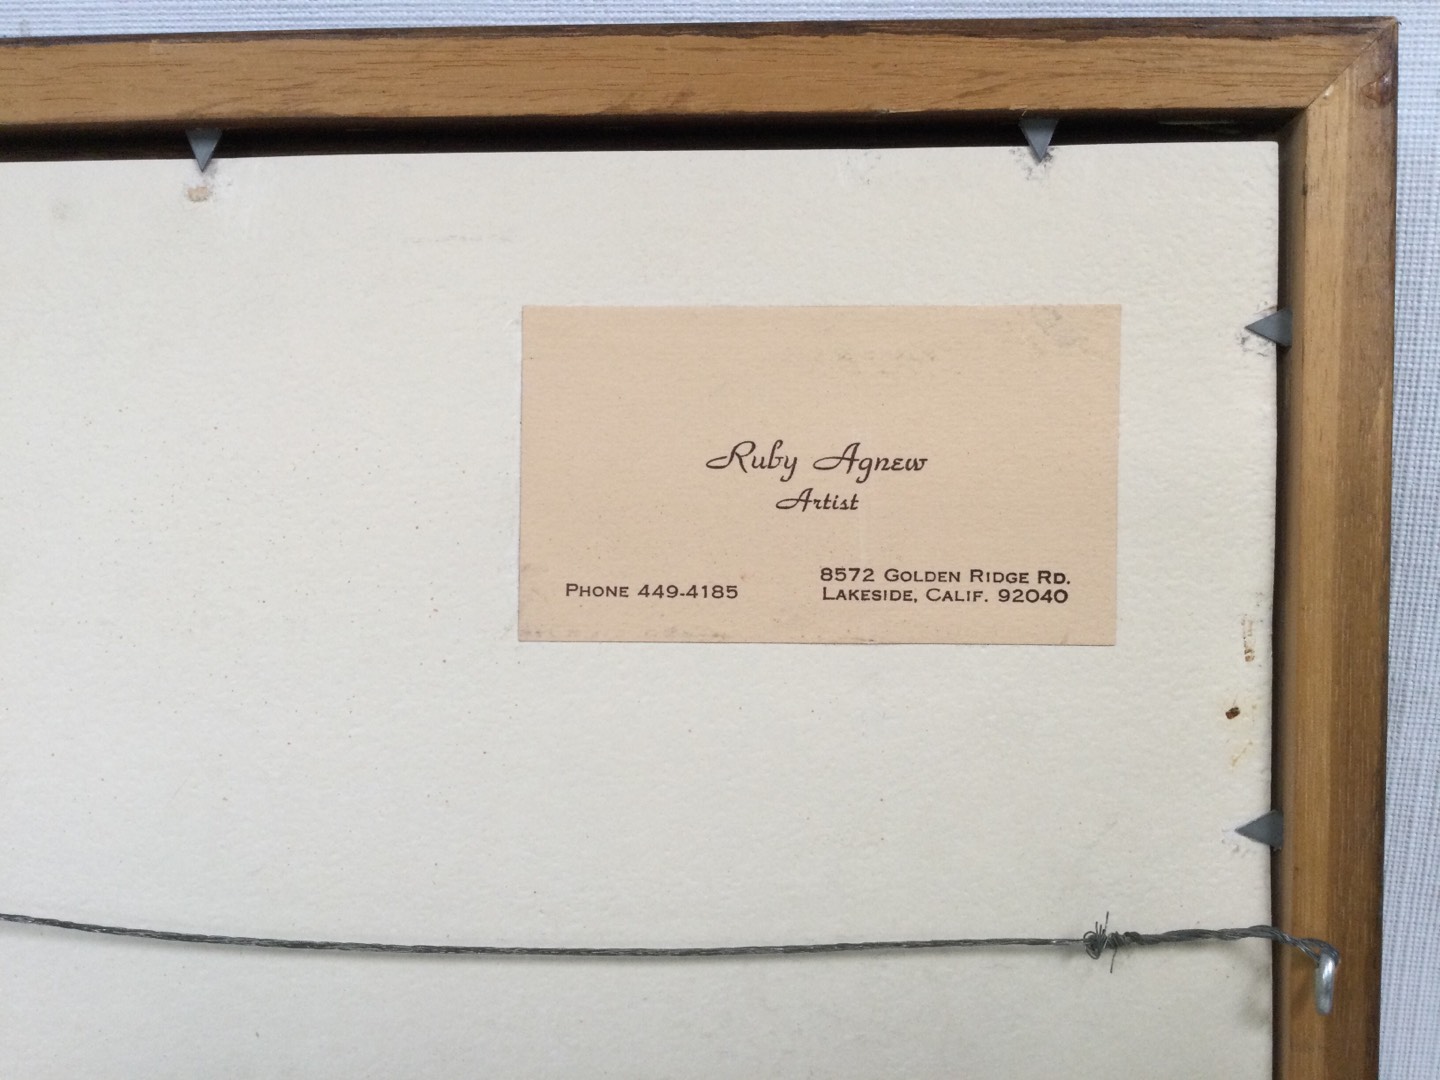 Ruby Agnew
Artist
Phone 449-4185
8572 Golden Ridge Rd.
Lakeside, Calif. 92040